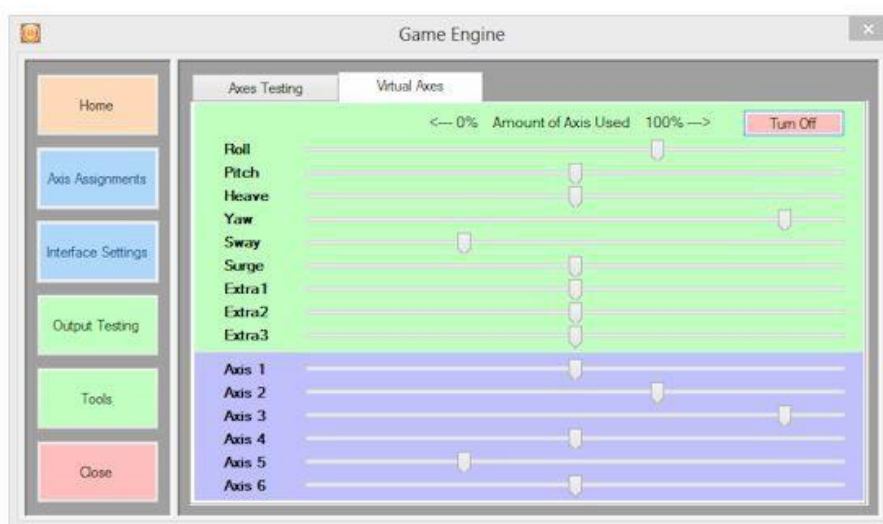 Game Engine
Home
Axis Assignments
Interface Settings
Output Testing
Tools
Close
Axes Testing
Virtual Axes
<--- 0% Amount of Axis Used 100% --->
Turn Off
Roll
Pitch
Heave
Yaw
Sway
Surge
Extra1
Extra2
Extra3
Axis 1
Axis 2
Axis 3
Axis 4
Axis 5
Axis 6